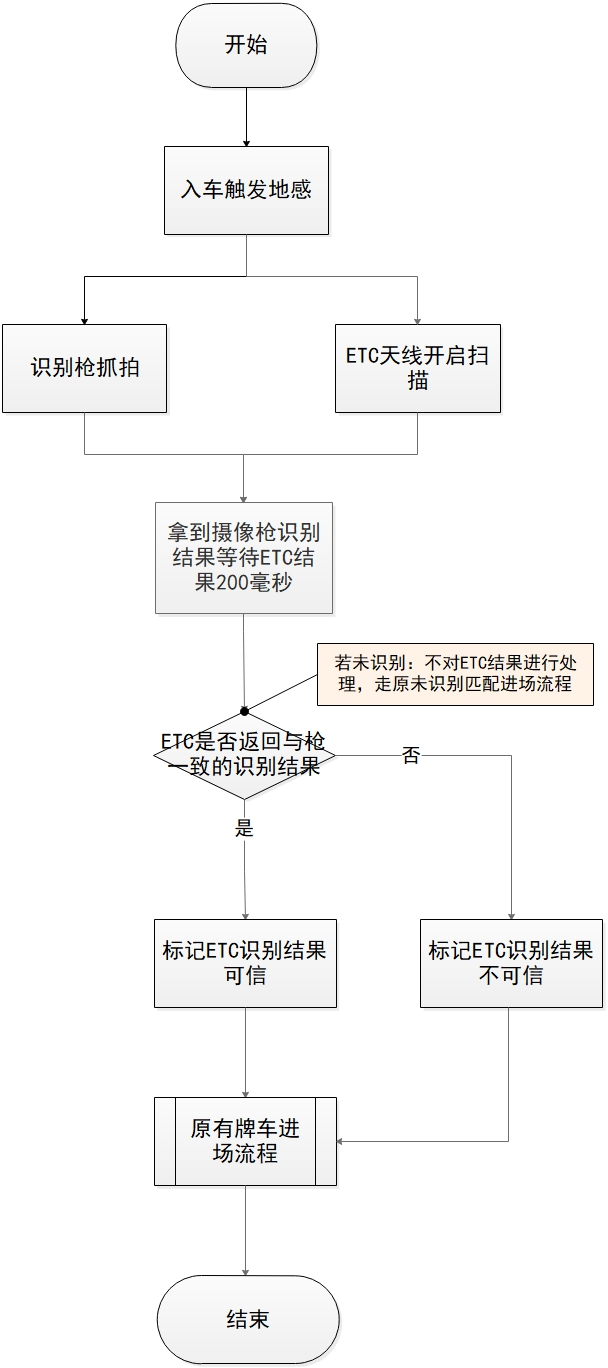 开始
入车触发地感
识别枪抓拍
ETC天线开启扫
描
拿到摄像枪识别
结果等待ETC结
果200毫秒
若未识别：不对ETC结果进行处
理，走原未识别匹配进场流程
ETC是否返回与枪
一致的识别结果
否
是
标记ETC识别结果
可信
标记ETC识别结果
不可信
原有牌车进
场流程
结束